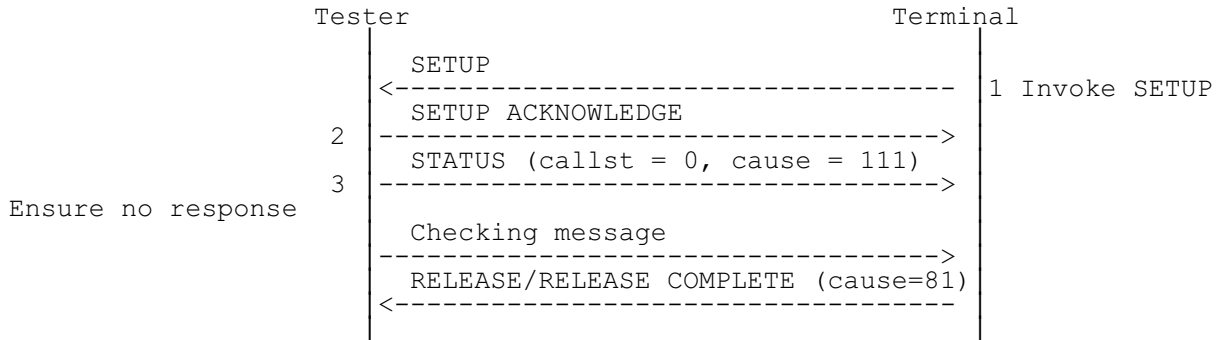 Tester Terminal
SETUP
1 Invoke SETUP
SETUP ACKNOWLEDGE
2
STATUS (callst = 0, cause = 111)
3
Ensure no response
Checking message
RELEASE/RELEASE COMPLETE (cause=81)